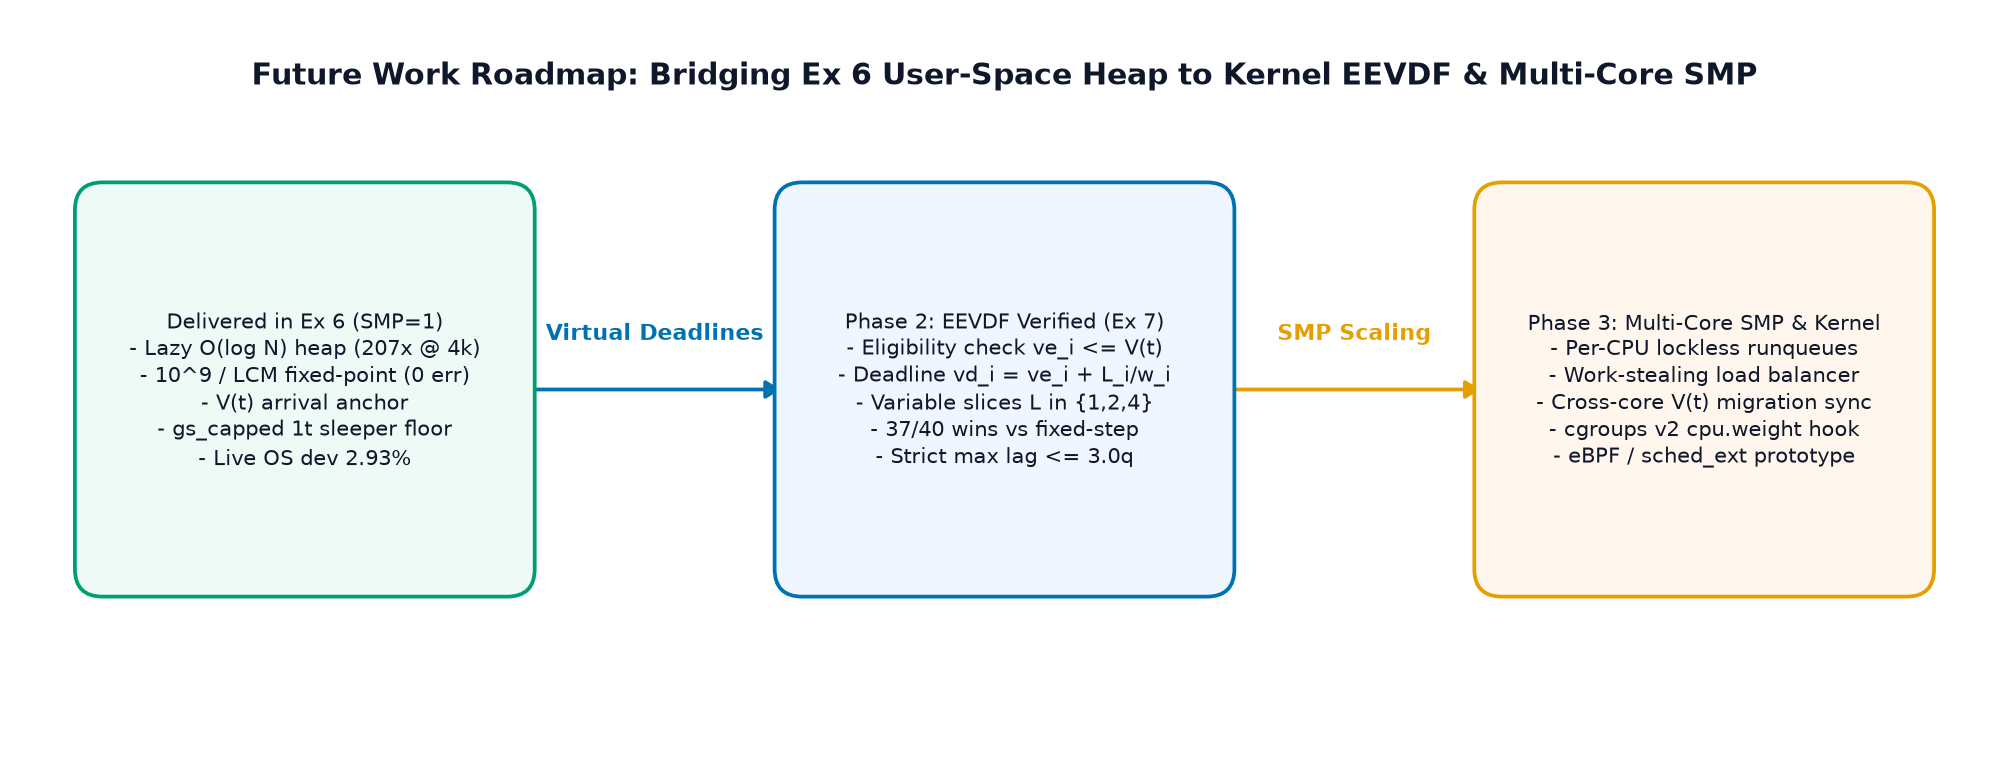 Future Work Roadmap: Bridging Ex 6 User-Space Heap to Kernel EEVDF & Multi-Core SMP
Delivered in Ex 6 (SMP=1)
- Lazy O(log N) heap (207x @ 4k)
- 10^9 / LCM fixed-point (0 err)
- V(t) arrival anchor
- gs_capped 1t sleeper floor
- Live OS dev 2.93%
Virtual Deadlines
Phase 2: EEVDF Verified (Ex 7)
- Eligibility check ve_i <= V(t)
- Deadline vd_i = ve_i + L_i/w_i
- Variable slices L in {1,2,4}
- 37/40 wins vs fixed-step
- Strict max lag <= 3.0q
SMP Scaling
Phase 3: Multi-Core SMP & Kernel
- Per-CPU lockless runqueues
- Work-stealing load balancer
- Cross-core V(t) migration sync
- cgroups v2 cpu.weight hook
- eBPF / sched_ext prototype